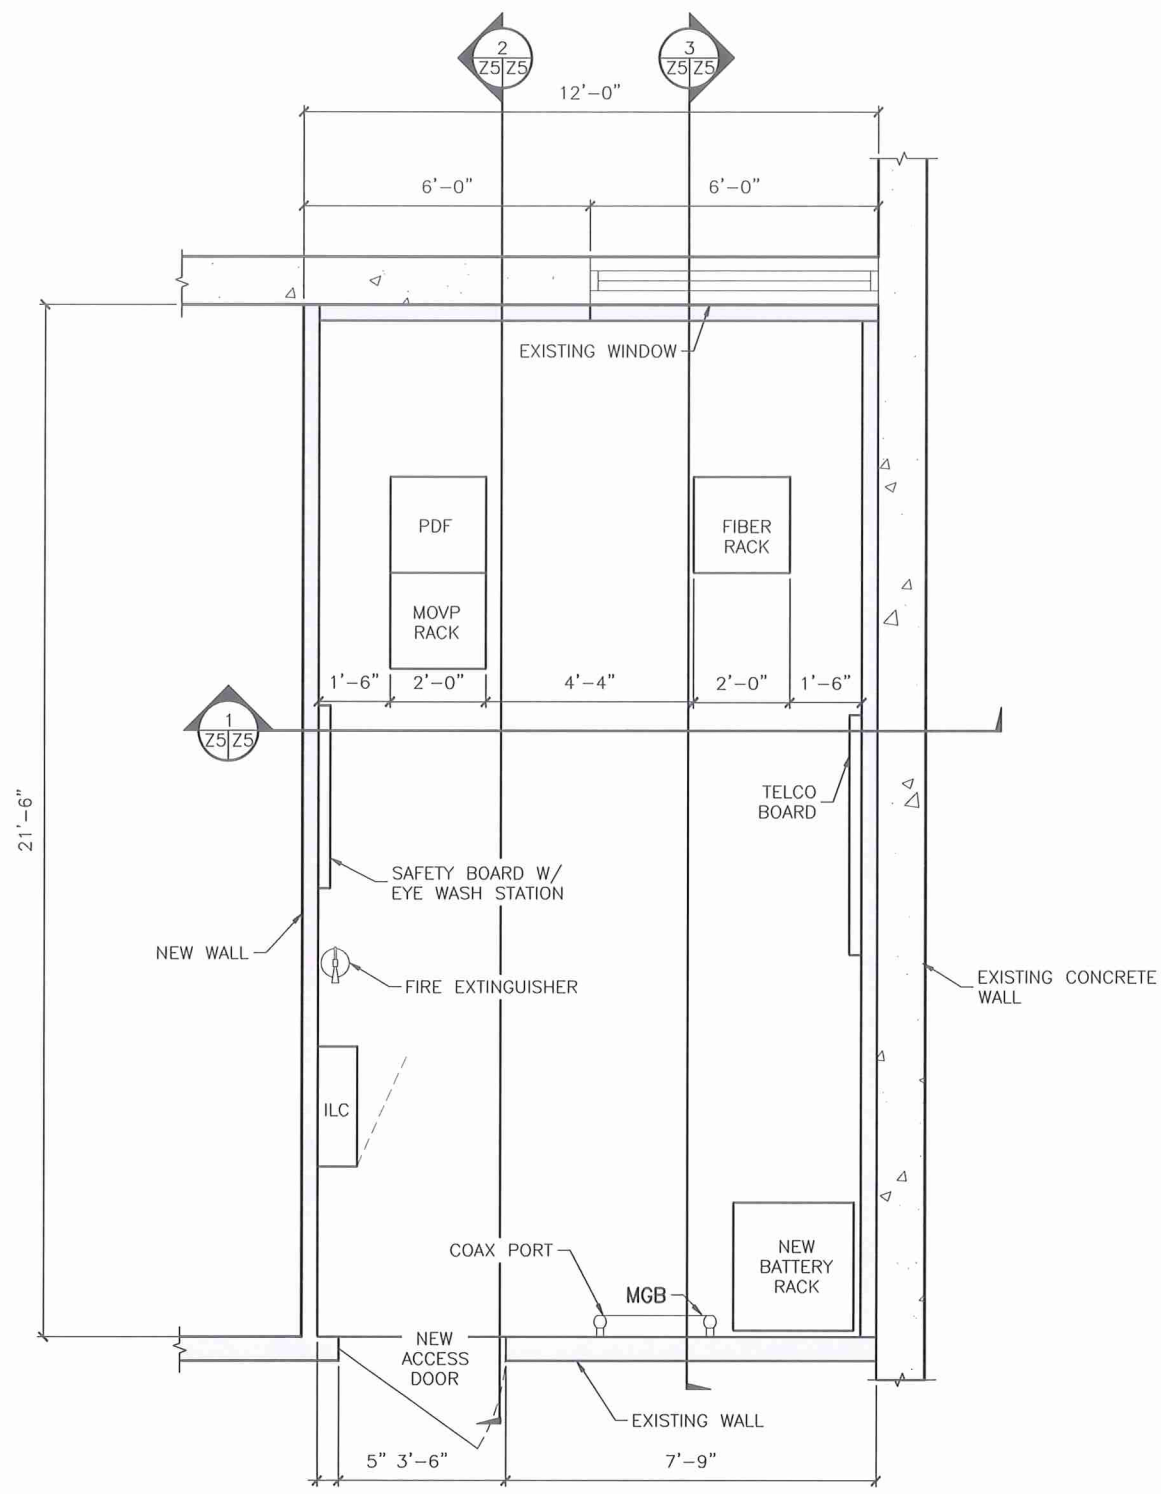 2
Z5 Z5
3
Z5 Z5
12'-0"
6'-0"
6'-0"
EXISTING WINDOW
PDF
FIBER
RACK
MOVP
RACK
1'-6"
2'-0"
4'-4"
2'-0"
1'-6"
1
Z5 Z5
21'-6"
TELCO
BOARD
SAFETY BOARD W/
EYE WASH STATION
NEW WALL
FIRE EXTINGUISHER
EXISTING CONCRETE
WALL
ILC
COAX PORT
MGB
NEW
BATTERY
RACK
NEW
ACCESS
DOOR
EXISTING WALL
5" 3'-6"
7'-9"